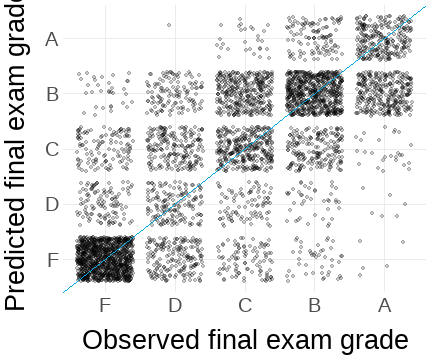 Predicted final exam grade
A
B
C
D
F
F D C B A
Observed final exam grade